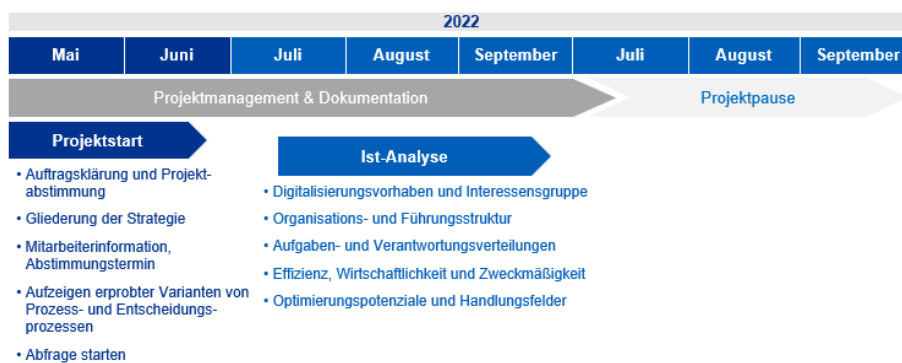 2022
Mai
Juni
Juli
August
September
Juli
August
September
Projektmanagement & Dokumentation
Projektpause
Projektstart
• Auftragsklärung und Projekt-
abstimmung
• Gliederung der Strategie
• Mitarbeiterinformation,
Abstimmungstermin
• Aufzeigen erprobter Varianten von
Prozess- und Entscheidungs-
prozessen
• Abfrage starten
Ist-Analyse
• Digitalisierungsvorhaben und Interessensgruppe
• Organisations- und Führungsstruktur
• Aufgaben- und Verantwortungsverteilungen
• Effizienz, Wirtschaftlichkeit und Zweckmäßigkeit
• Optimierungspotenziale und Handlungsfelder